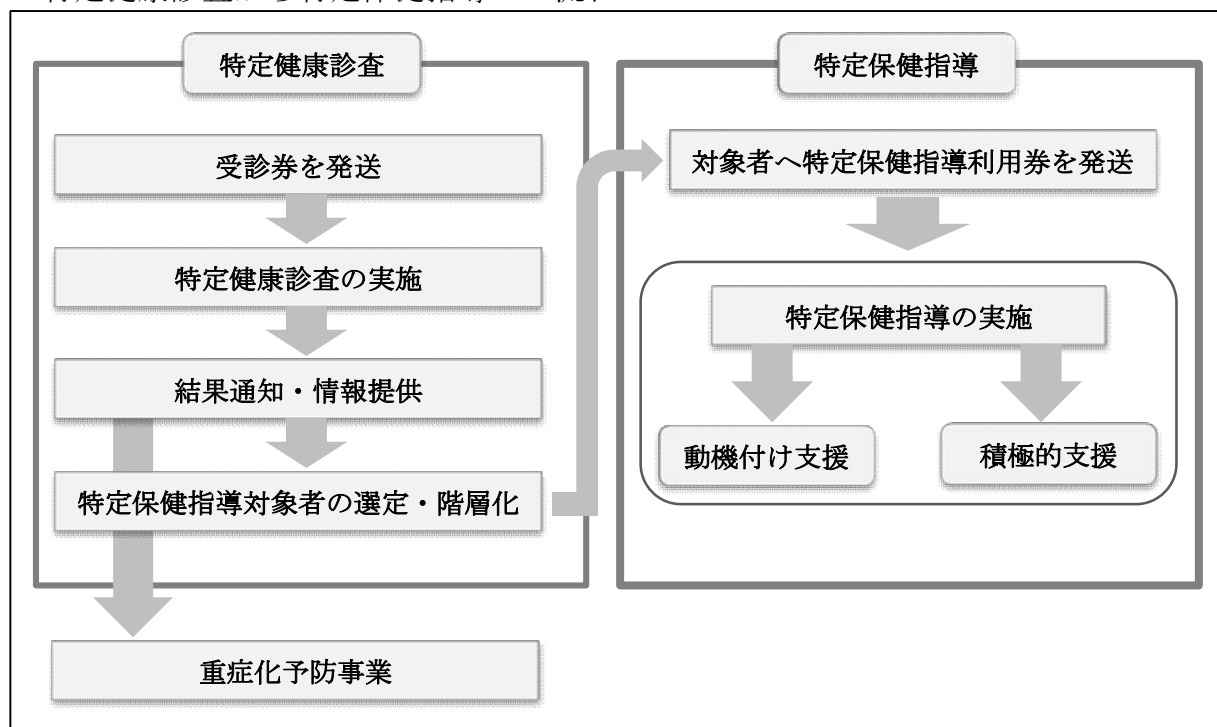 特定健康診査
受診券を発送
特定健康診査の実施
結果通知・情報提供
特定保健指導対象者の選定・階層化
重症化予防事業
特定保健指導
対象者へ特定保健指導利用券を発送
特定保健指導の実施
動機付け支援
積極的支援